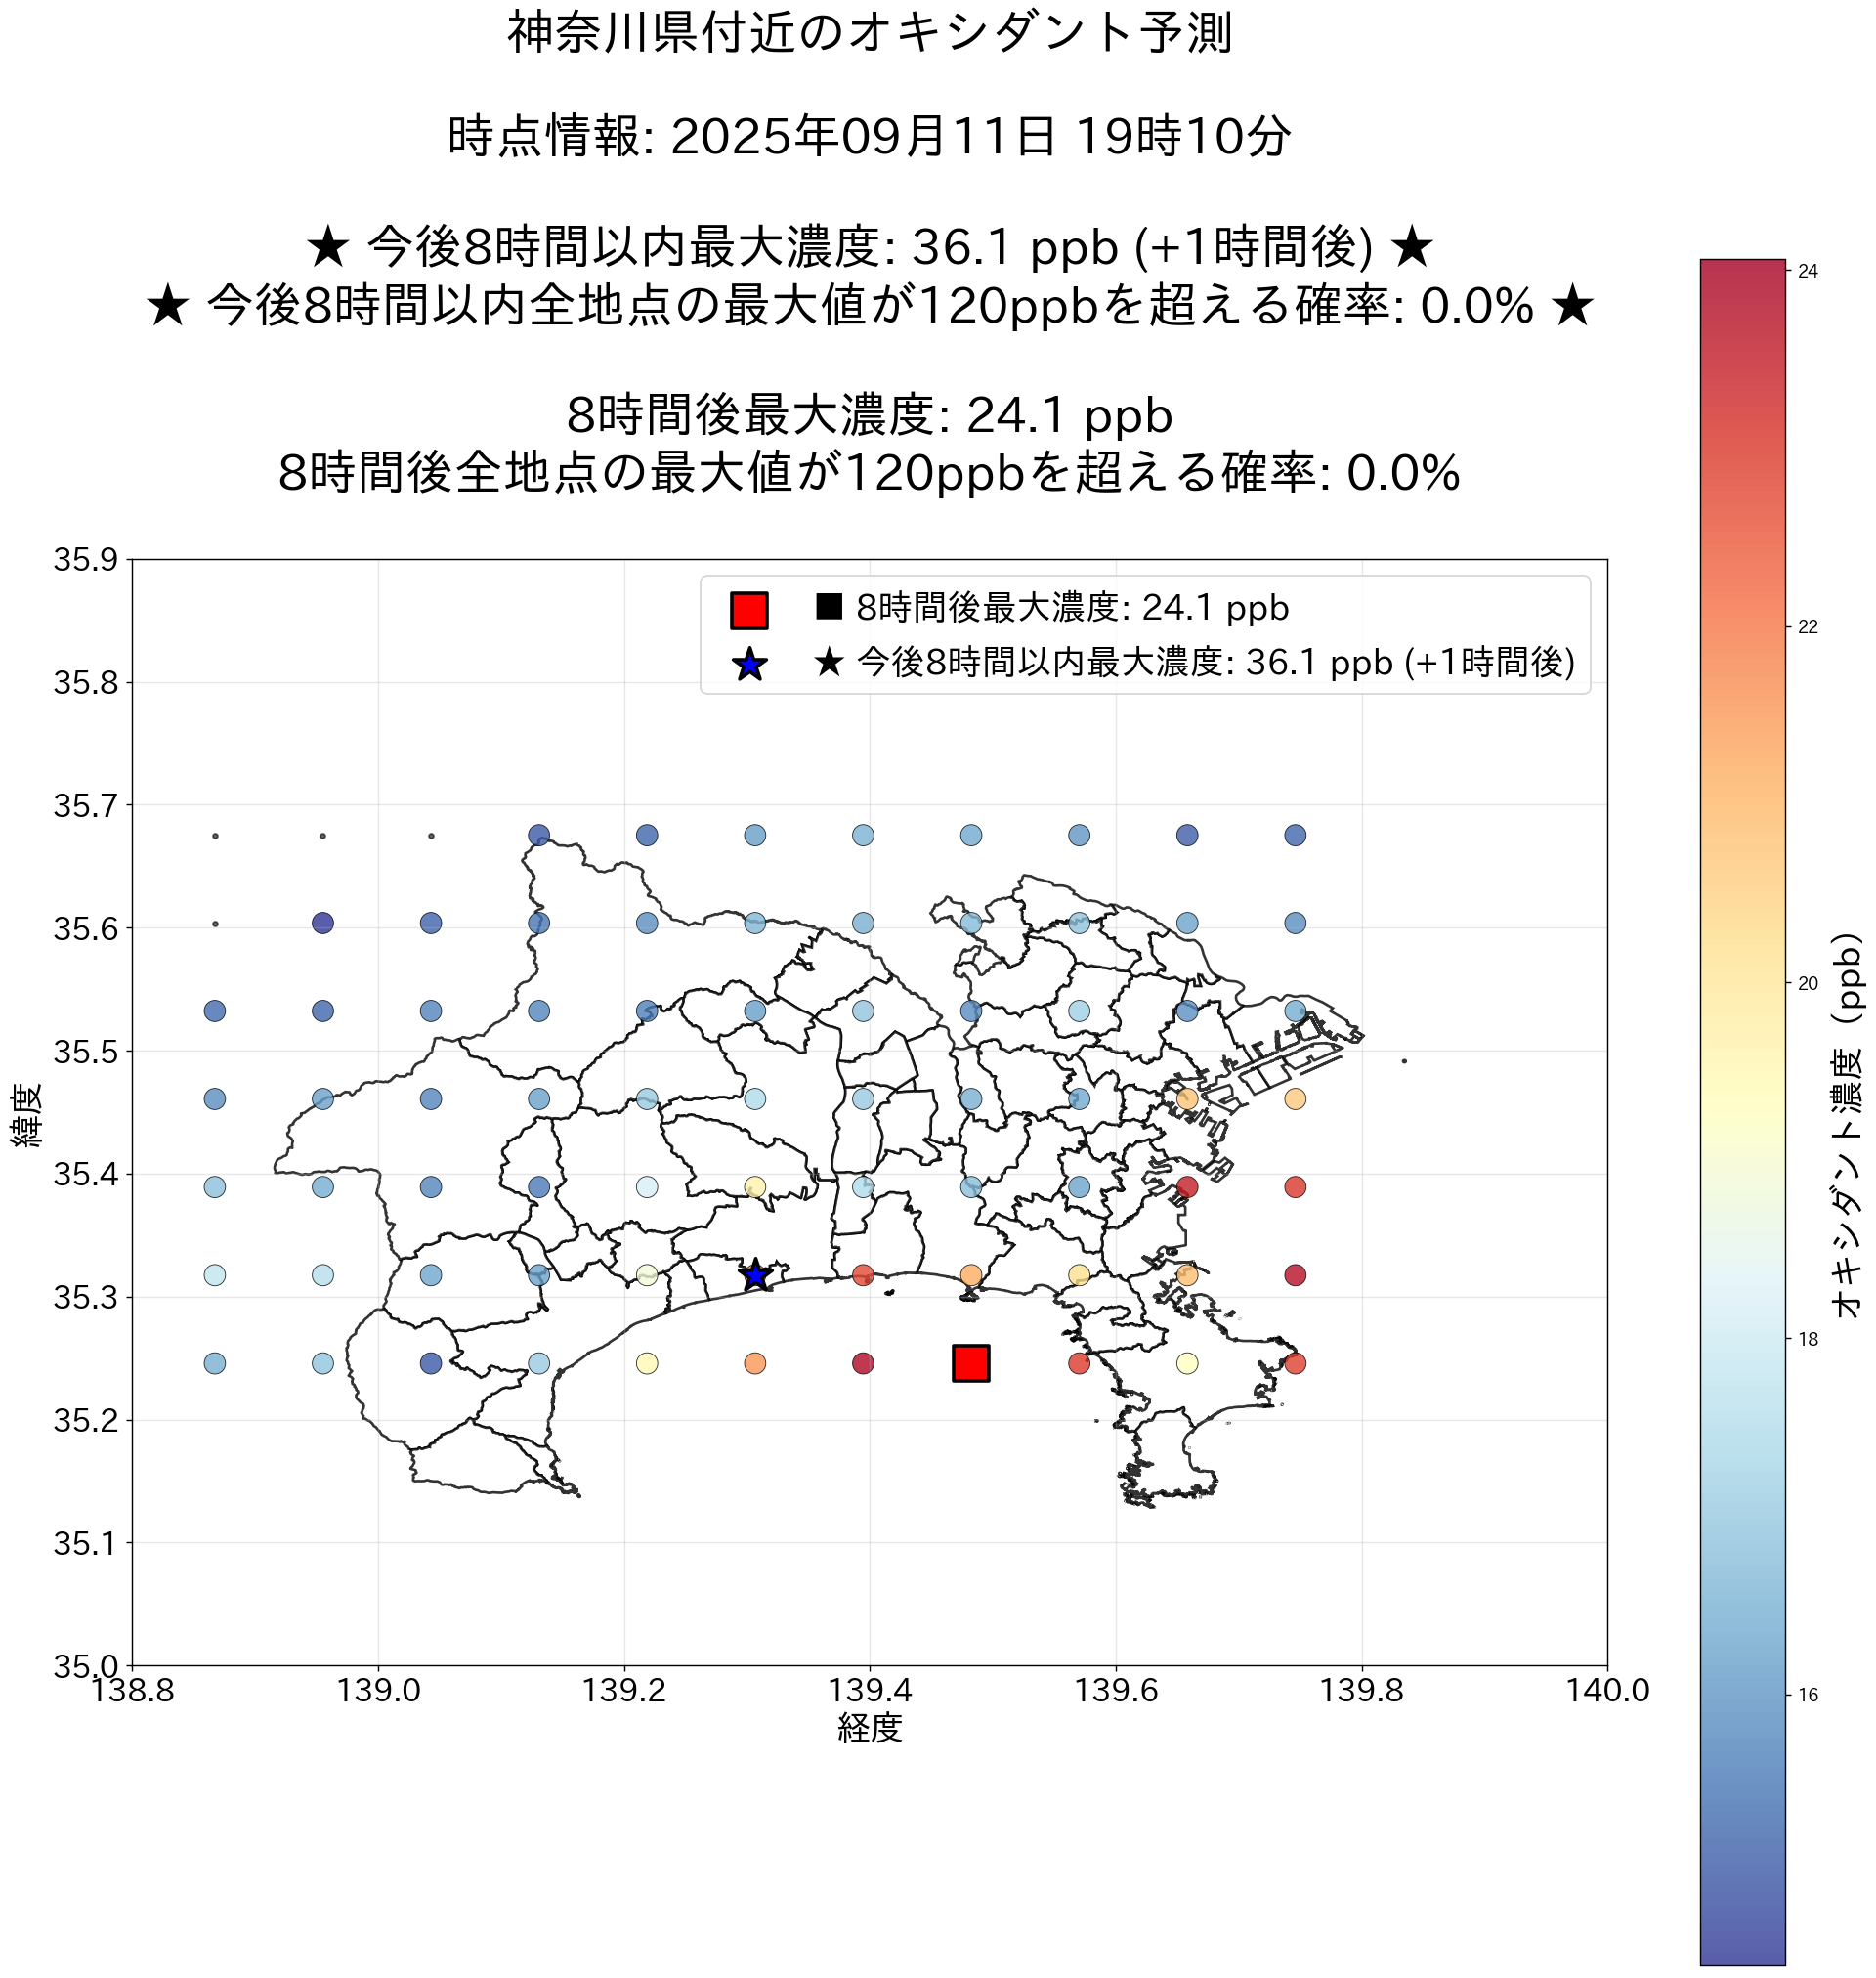 神奈川県付近のオキシダント予測
時点情報: 2025年09月11日 19時10分
★ 今後8時間以内最大濃度: 36.1 ppb (+1時間後) ★
★ 今後8時間以内全地点の最大値が120ppbを超える確率: 0.0% ★
8時間後最大濃度: 24.1 ppb
8時間後全地点の最大値が120ppbを超える確率: 0.0%
■ 8時間後最大濃度: 24.1 ppb
★ 今後8時間以内最大濃度: 36.1 ppb (+1時間後)
35.9
35.8
35.7
35.6
35.5
35.4
35.3
35.2
35.1
35.0
緯度
138.8 139.0 139.2 139.4 139.6 139.8 140.0
経度
24
22
20
18
16
オキシダント濃度（ppb）